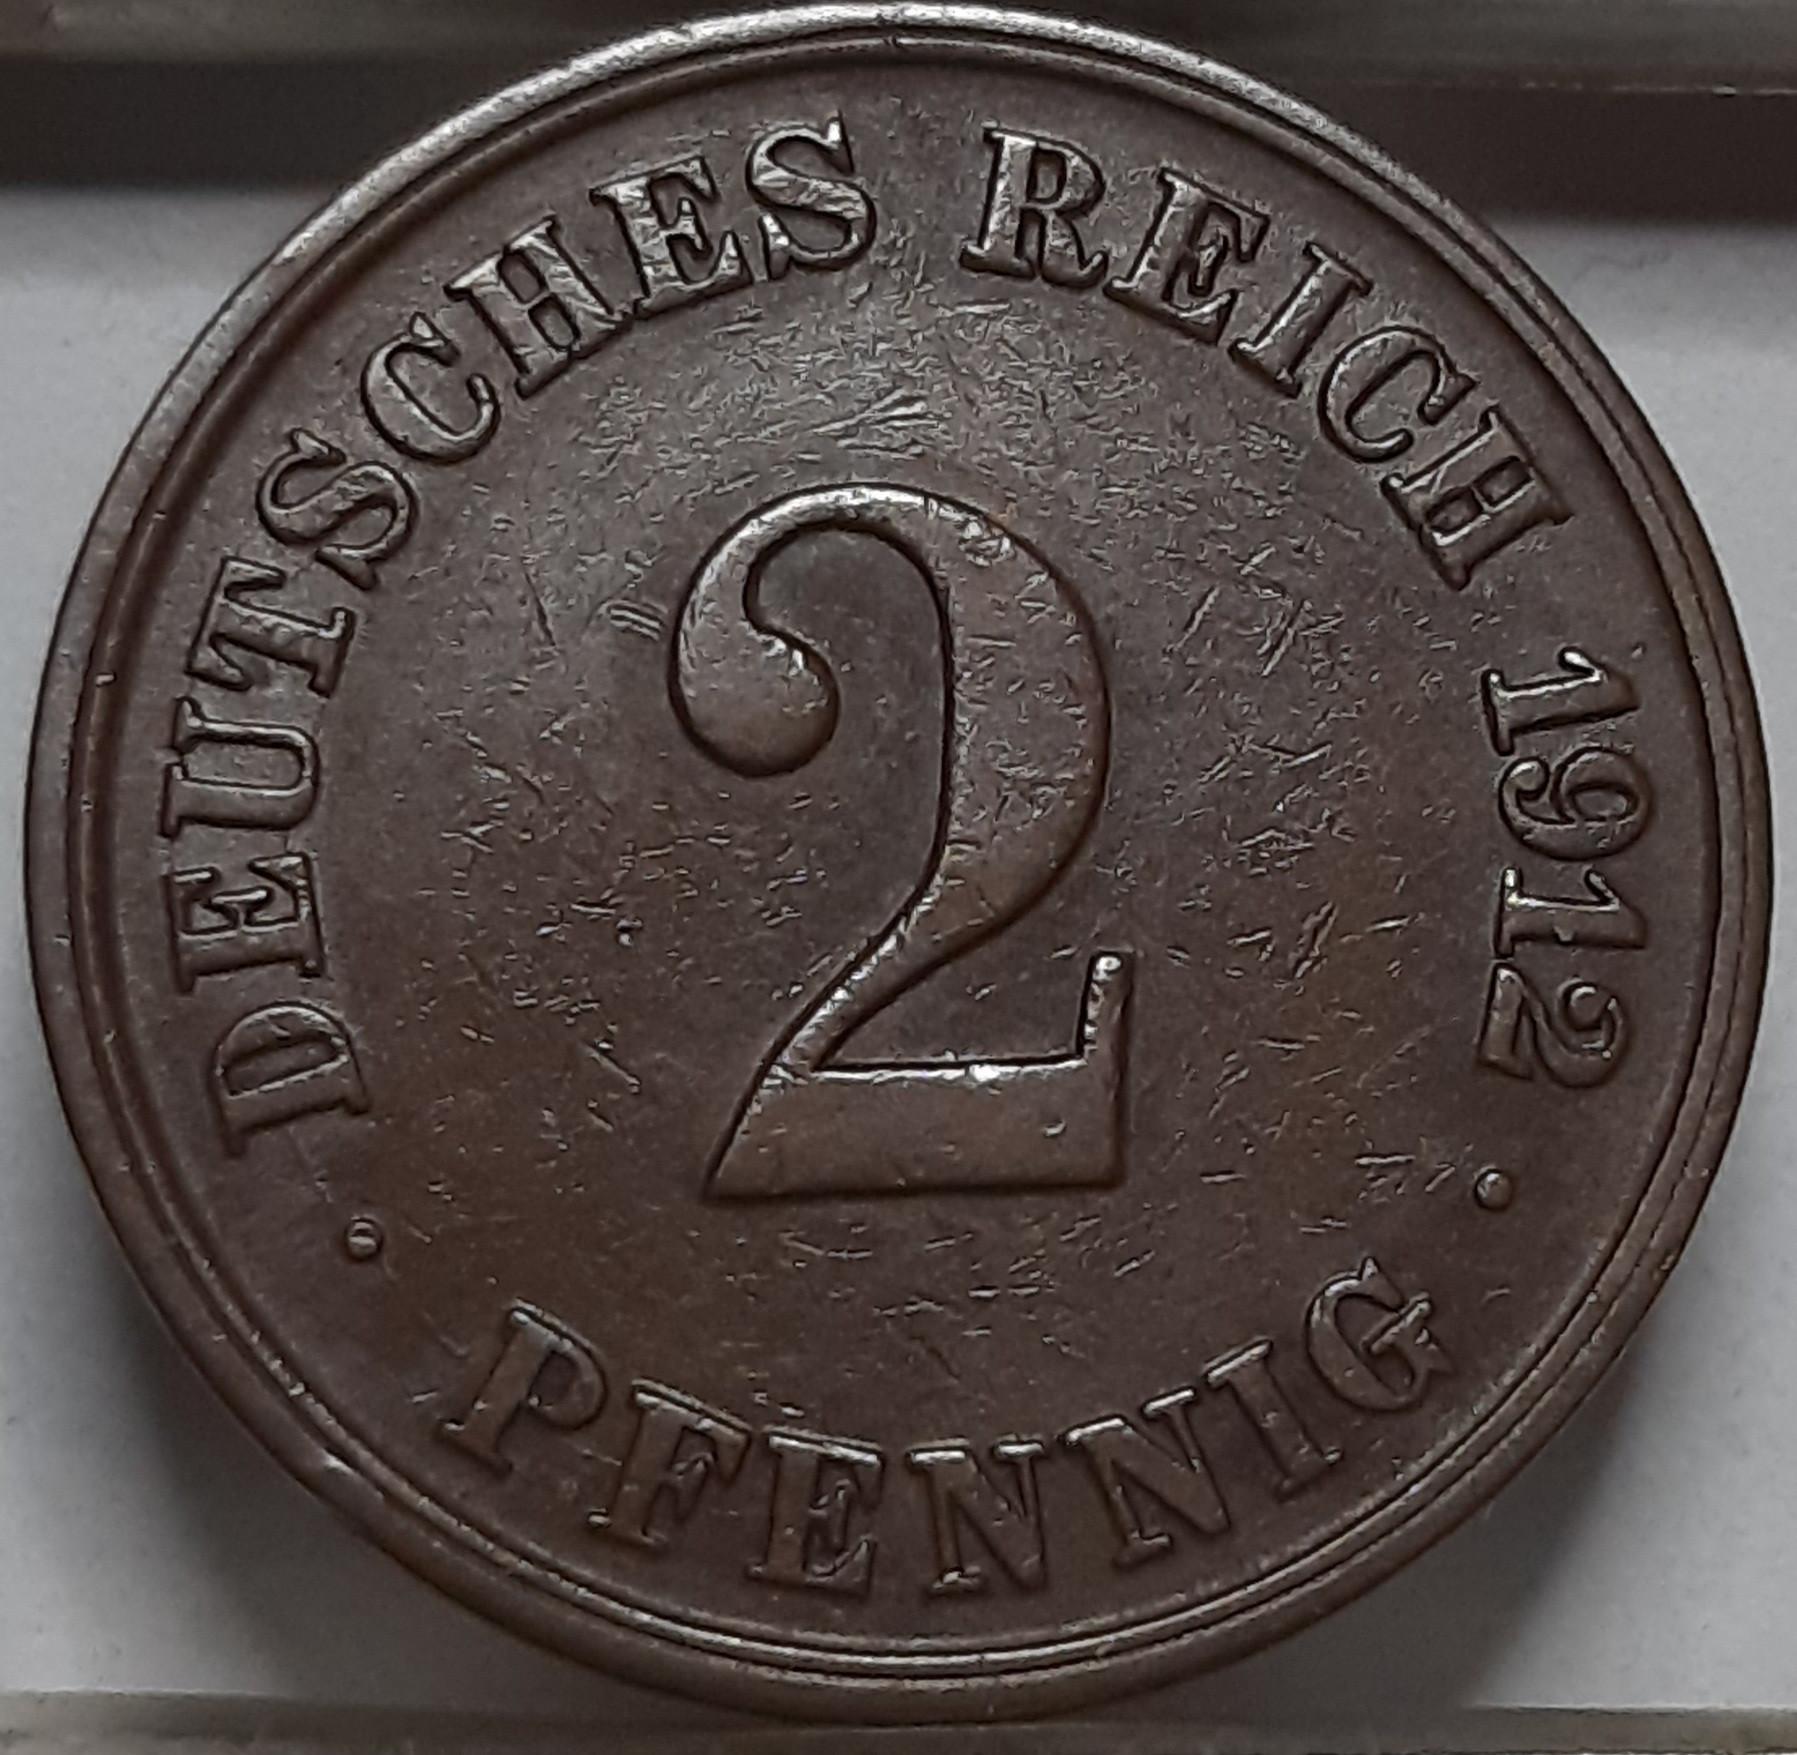 DEUTSCHES REICH 1912
2
• PFENNIG •